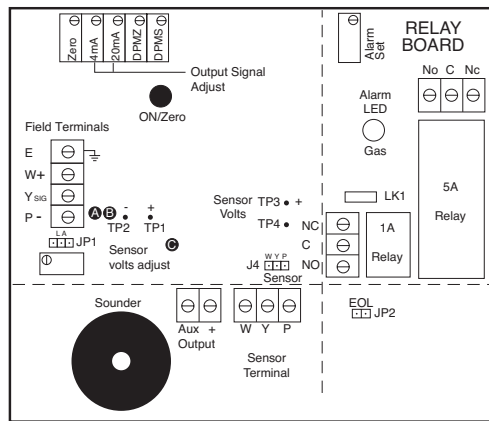 Zero 4mA 20mA DPMZ DPMS
Output Signal
Adjust
ON/Zero
Alarm
Set
RELAY
BOARD
No C Nc
Alarm
LED
Gas
5A
Relay
Field Terminals
E
W+
Y SIG
P -
A B
- +
TP2 TP1
L A
JP1
Sensor
volts adjust
C
Sensor
Volts
TP3 +
TP4 -
NC
C
NO
LK1
1A
Relay
W Y P
J4
Sensor
Sounder
Aux +
Output
W Y P
Sensor
Terminal
EOL
JP2